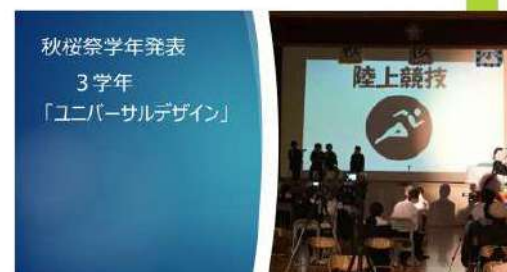 秋桜祭学年発表
3学年
「ユニバーサルデザイン」
陸上競技